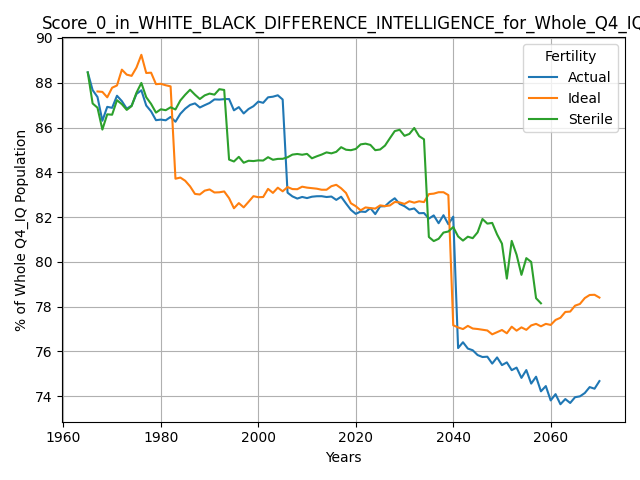 Score_0_in_WHITE_BLACK_DIFFERENCE_INTELLIGENCE_for_Whole_Q4_IQ
90
88
86
84
82
80
78
76
74
% of Whole Q4_IQ Population
Fertility
Actual
Ideal
Sterile
1960 1980 2000 2020 2040 2060
Years